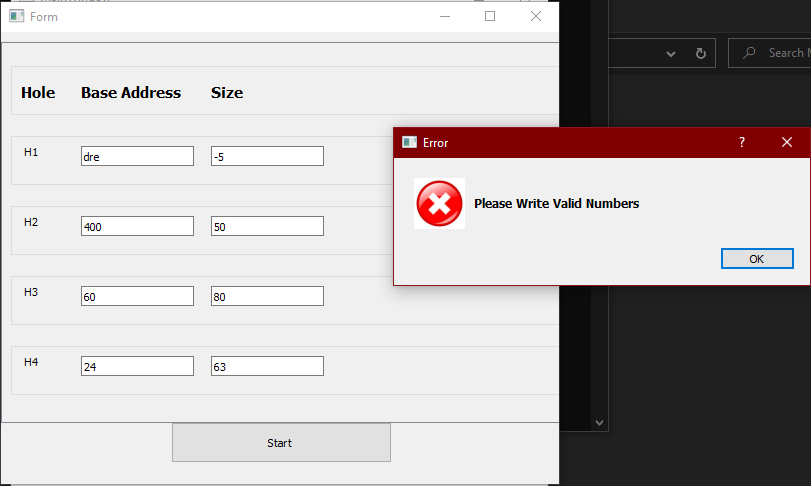 Form
Search
Hole Base Address Size
Error ?
H1 dre -5
Please Write Valid Numbers
H2 400 50
OK
H3 60 80
H4 24 63
Start